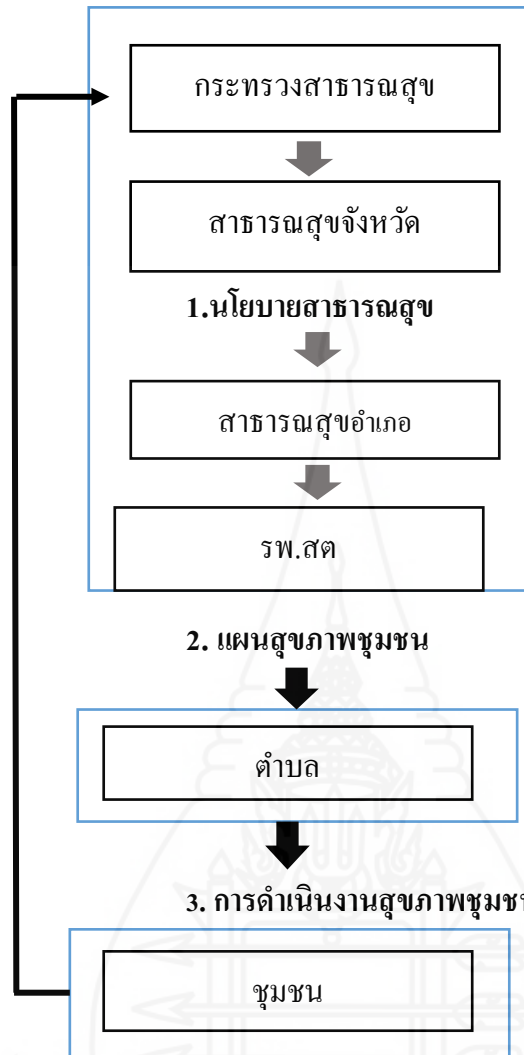 กระทรวงสาธารณสุข
สาธารณสุขจังหวัด
1.นโยบายสาธารณสุข
สาธารณสุขอำเภอ
รพ.สต
2. แผนสุขภาพชุมชน
ตำบล
3. การดำเนินงานสุขภาพชุมชน
ชุมชน